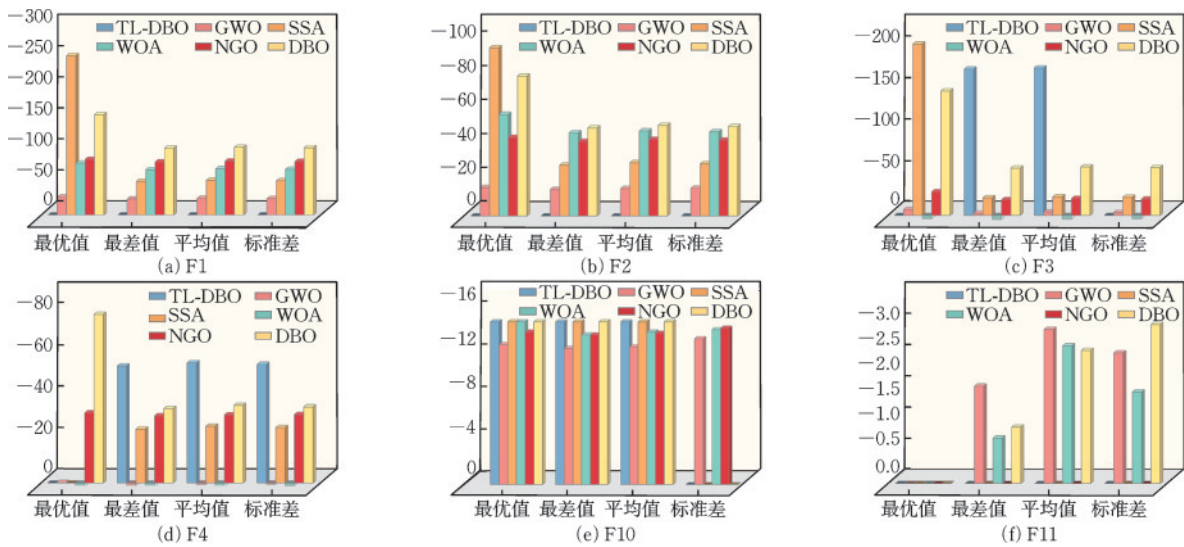 −300
−250
−200
−150
−100
−50
0
TL-DBO GWO SSA
WOA NGO DBO
最优值 最差值 平均值 标准差
(a) F1
−100
−80
−60
−40
−20
0
TL-DBO GWO SSA
WOA NGO DBO
最优值 最差值 平均值 标准差
(b) F2
−200
−150
−100
−50
0
TL-DBO GWO SSA
WOA NGO DBO
最优值 最差值 平均值 标准差
(c) F3
−80
−60
−40
−20
0
TL-DBO GWO
SSA WOA
NGO DBO
最优值 最差值 平均值 标准差
(d) F4
−16
−12
−8
−4
0
TL-DBO GWO SSA
WOA NGO DBO
最优值 最差值 平均值 标准差
(e) F10
−3.0
−2.5
−1.5
−1.0
−0.5
0.0
TL-DBO GWO SSA
WOA NGO DBO
最优值 最差值 平均值 标准差
(f) F11